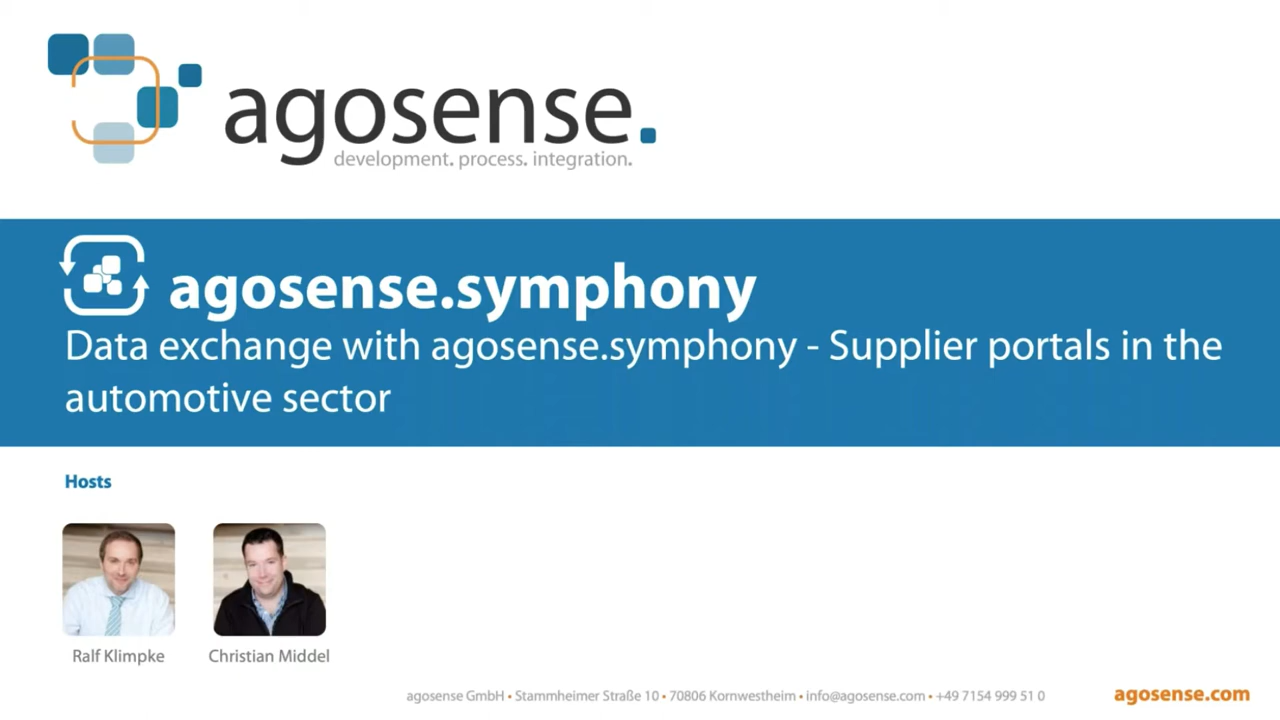 agosense.
development. process. integration.
agosense.symphony
Data exchange with agosense.symphony - Supplier portals in the
automotive sector
Hosts
Ralf Klimpke
Christian Middel
agosense GmbH • Stammheimer Straße 10 • 70806 Kornwestheim • info@agosense.com • +49 7154 999 51 0
agosense.com